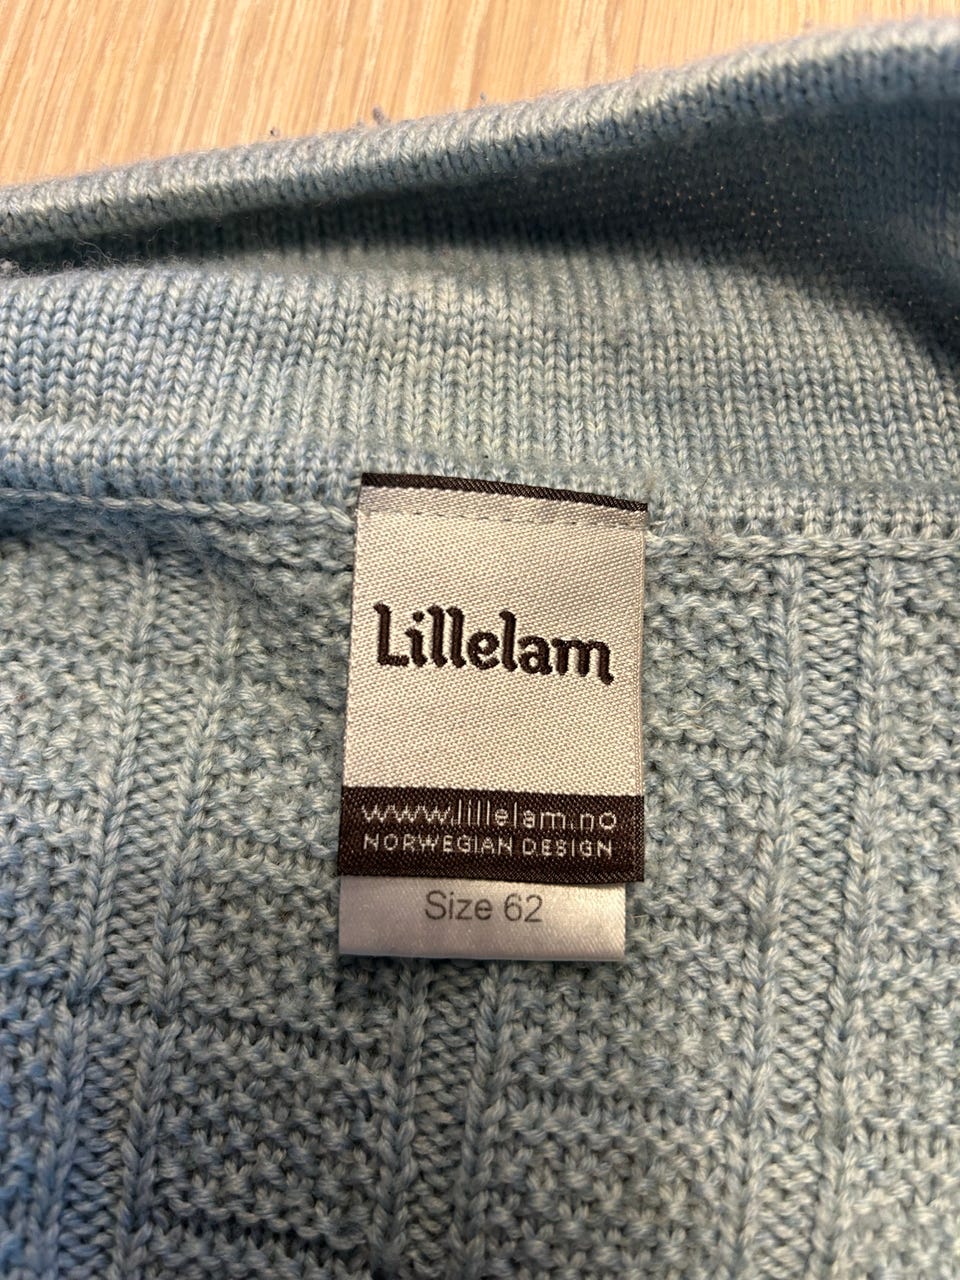 Lillelam
www.lillelam.no
NORWEGIAN DESIGN
Size 62